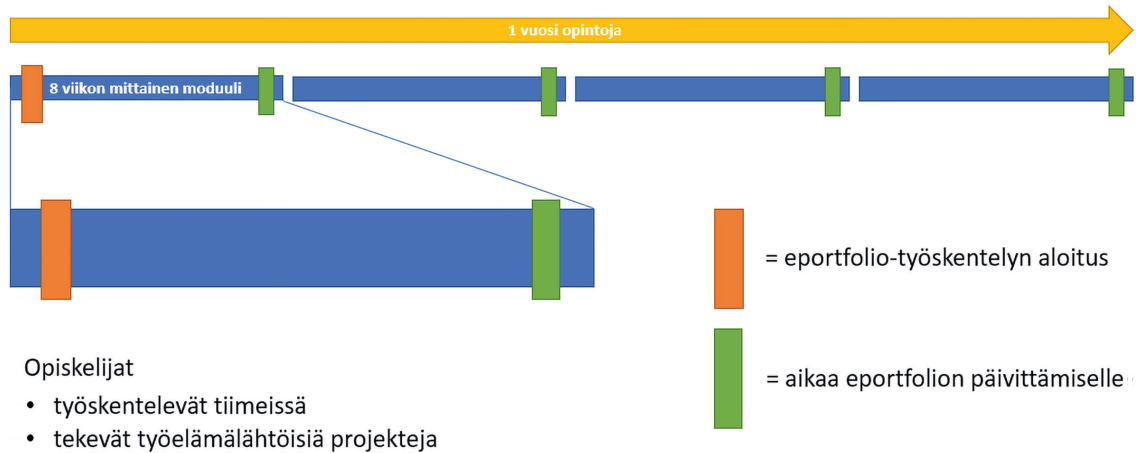 1 vuosi opintoja
8 viikon mittainen moduuli
= eportfolio-työskentelyn aloitus
= aikaa eportfolion päivittämiselle
Opiskelijat
• työskentelevät tiimeissä
• tekevät työelämälähtöisiä projekteja